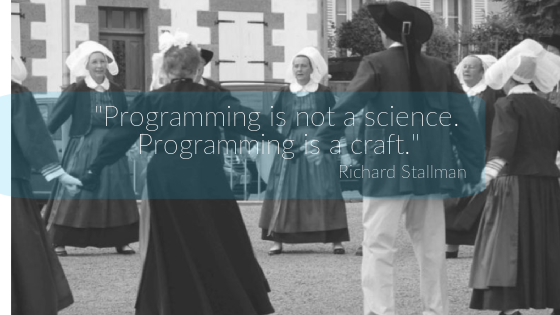 "Programming is not a science.
Programming is a craft."
Richard Stallman